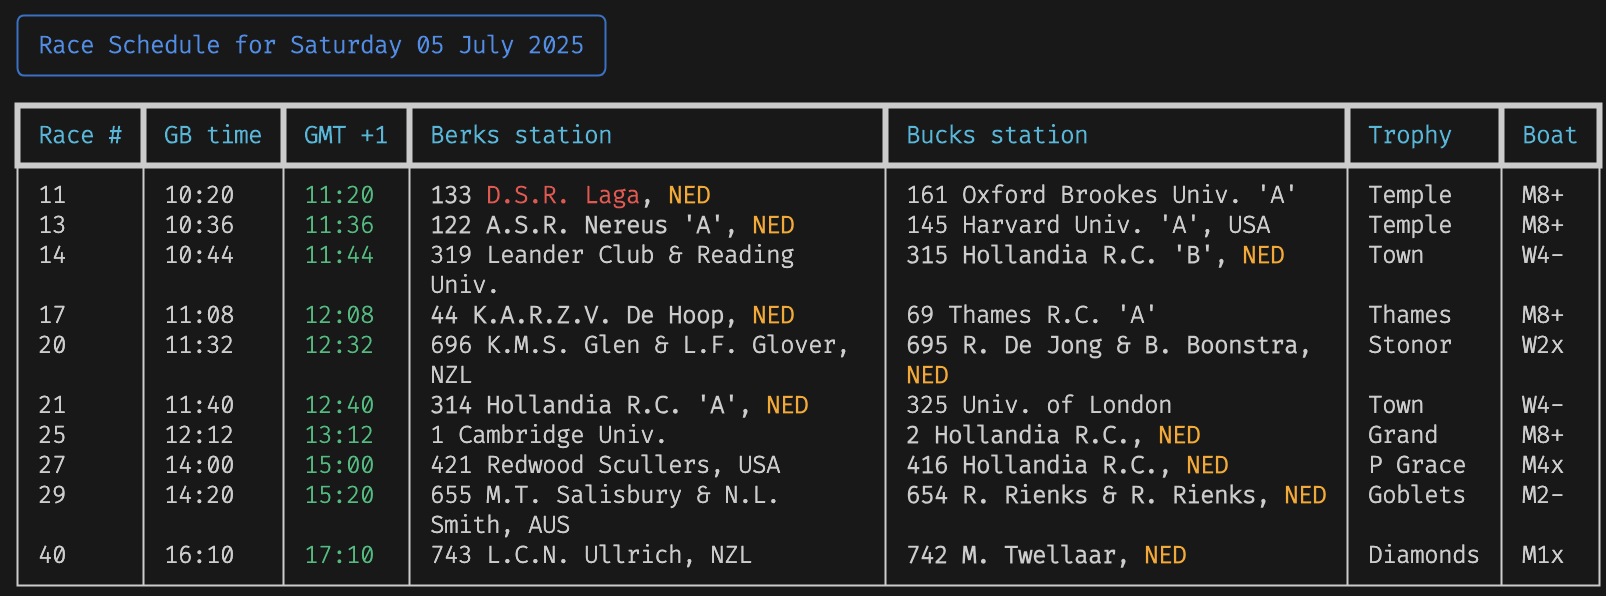 Race Schedule for Saturday 05 July 2025
Race # GB time GMT +1 Berks station Bucks station Trophy Boat
11 10:20 11:20 133 D.S.R. Laga, NED 161 Oxford Brookes Univ. 'A' Temple M8+
13 10:36 11:36 122 A.S.R. Nereus 'A', NED 145 Harvard Univ. 'A', USA Temple M8+
14 10:44 11:44 319 Leander Club & Reading 315 Hollandia R.C. 'B', NED Town W4-
Univ.
17 11:08 12:08 44 K.A.R.Z.V. De Hoop, NED 69 Thames R.C. 'A' Thames M8+
20 11:32 12:32 696 K.M.S. Glen & L.F. Glover, 695 R. De Jong & B. Boonstra, Stonor W2x
NZL NED
21 11:40 12:40 314 Hollandia R.C. 'A', NED 325 Univ. of London Town W4-
25 12:12 13:12 1 Cambridge Univ. 2 Hollandia R.C., NED Grand M8+
27 14:00 15:00 421 Redwood Scullers, USA 416 Hollandia R.C., NED P Grace M4x
29 14:20 15:20 655 M.T. Salisbury & N.L. 654 R. Rienks & R. Rienks, NED Goblets M2-
Smith, AUS
40 16:10 17:10 743 L.C.N. Ullrich, NZL 742 M. Twellaar, NED Diamonds M1x